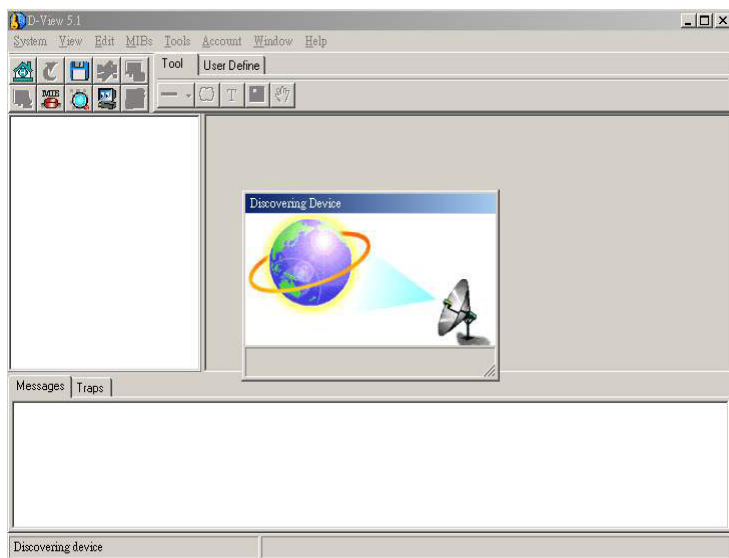 D-View 5.1
System View Edit MIBs Tools Account Window Help
Tool User Define
MIB
T
Discovering Device
Messages Traps
Discovering device